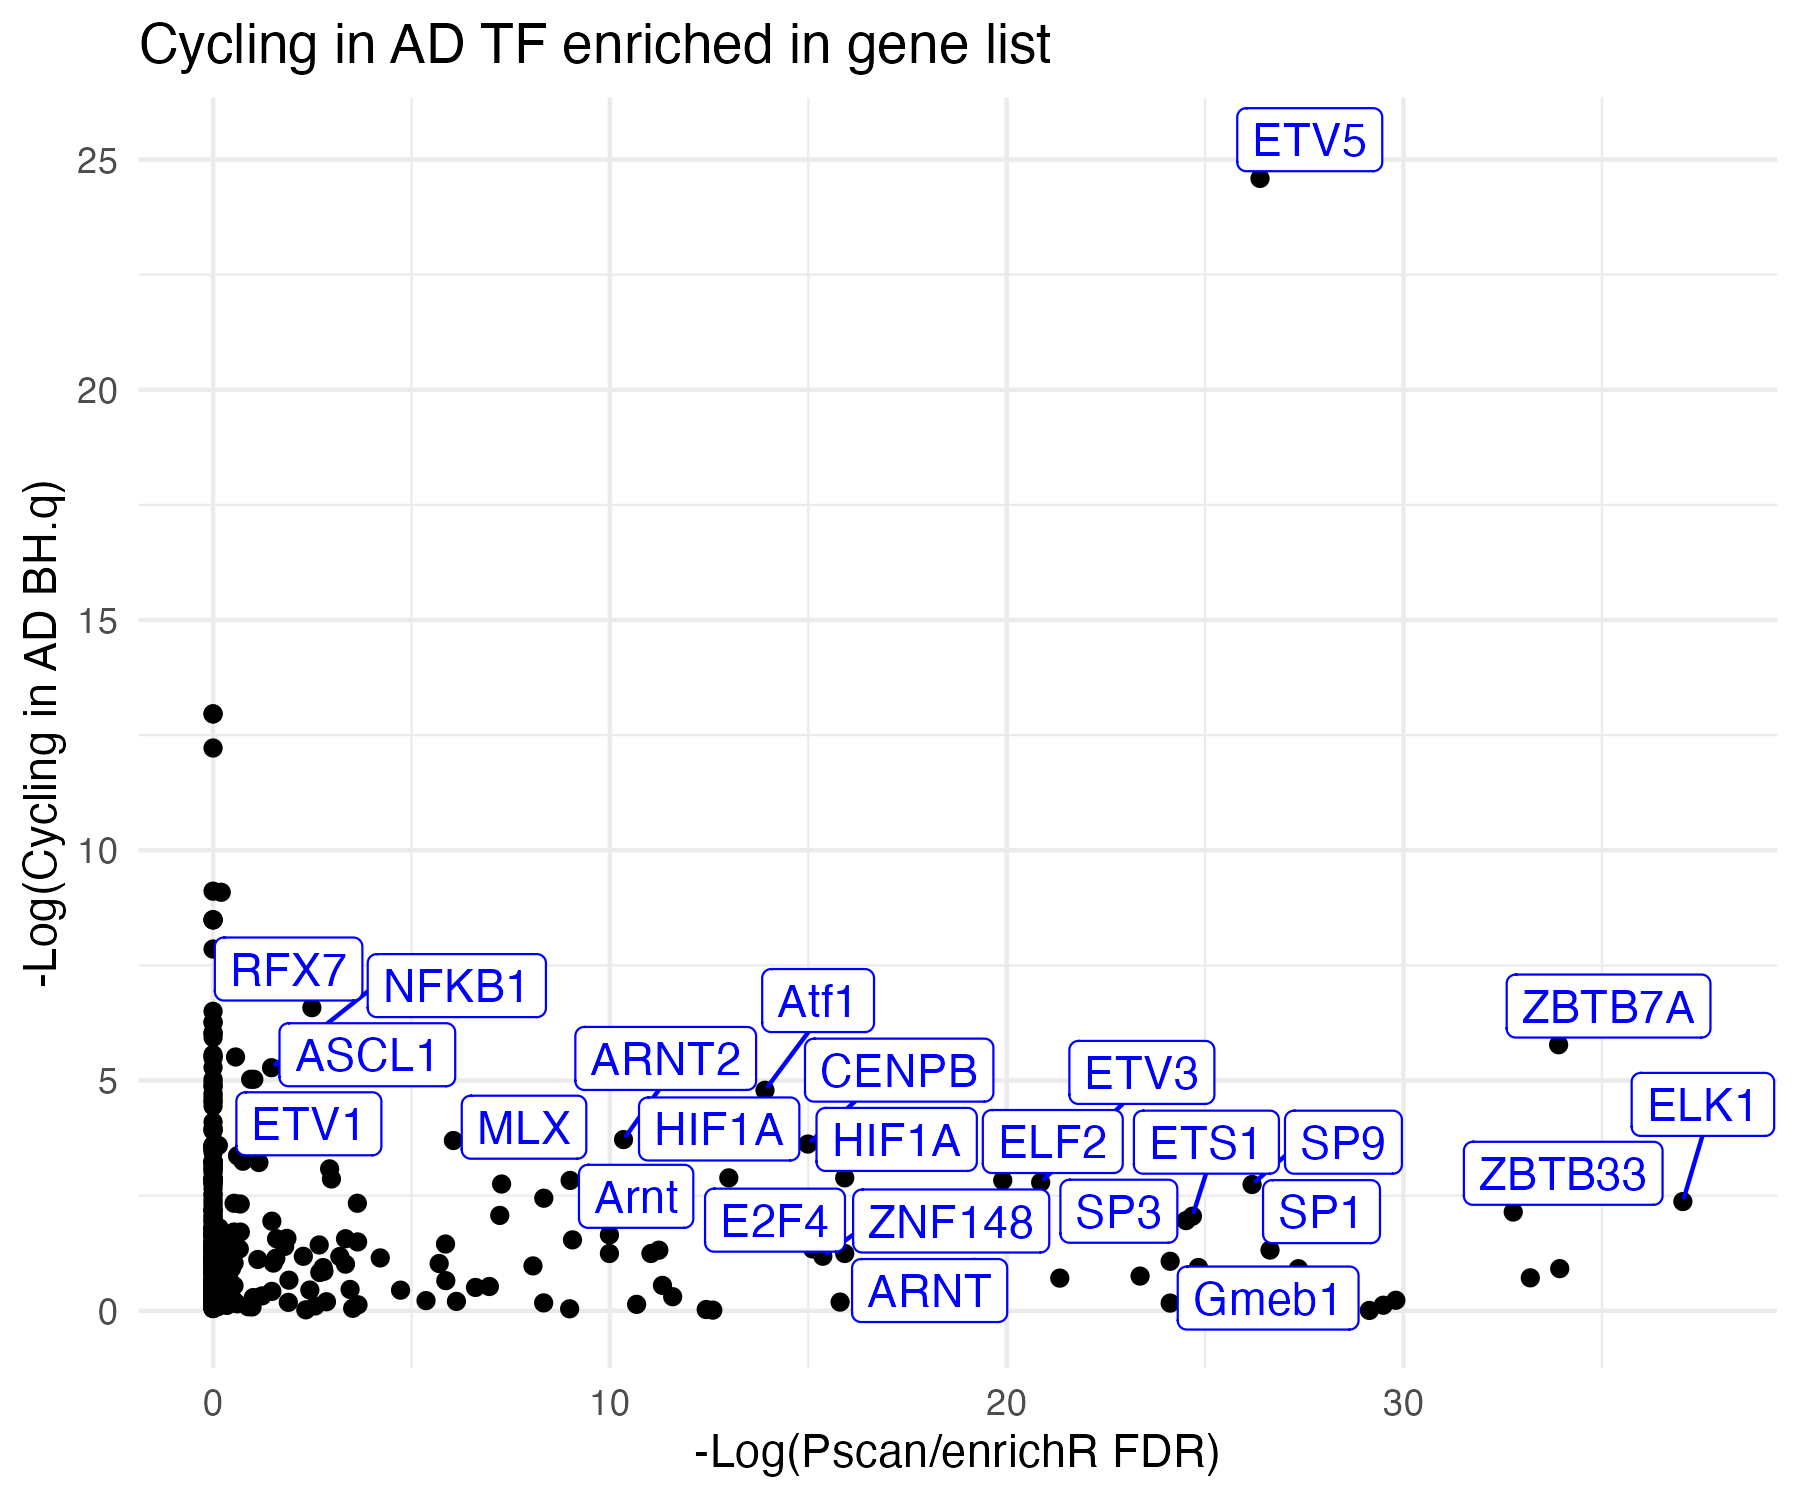 Cycling in AD TF enriched in gene list
ETV5
25
20
15
10
5
0
-Log(Cycling in AD BH.q)
RFX7
NFKB1
Atf1
ZBTB7A
ASCL1
ARNT2
CENPB
ETV3
ELK1
ETV1
MLX
HIF1A
HIF1A
ELF2
ETS1
SP9
ZBTB33
Arnt
E2F4
ZNF148
SP3
SP1
ARNT
Gmeb1
0
10
20
30
-Log(Pscan/enrichR FDR)